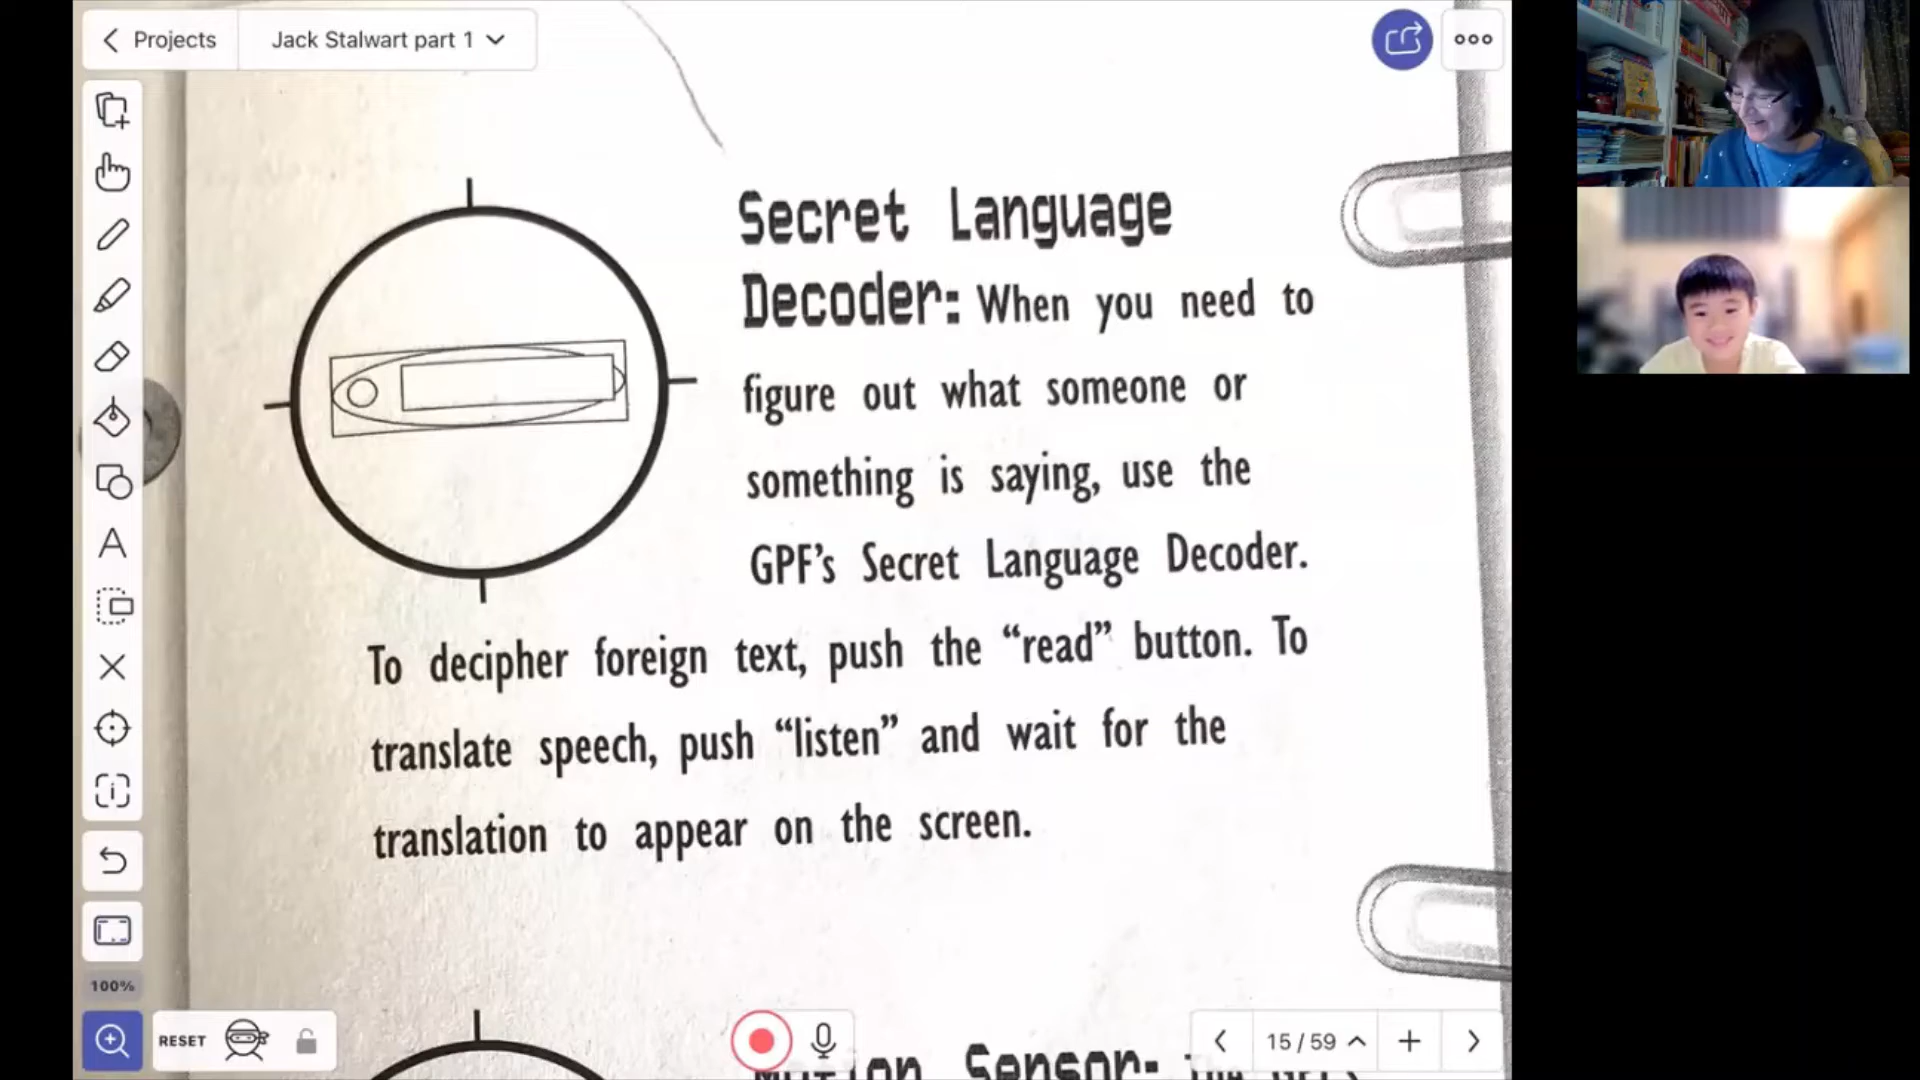 Projects
Jack Stalwart part 1
Secret Language
Decoder: When you need to
figure out what someone or
something is saying, use the
GPF's Secret Language Decoder.
To decipher foreign text, push the “read” button. To
translate speech, push “listen” and wait for the
translation to appear on the screen.
100%
RESET
15 / 59
Motion Sensor: